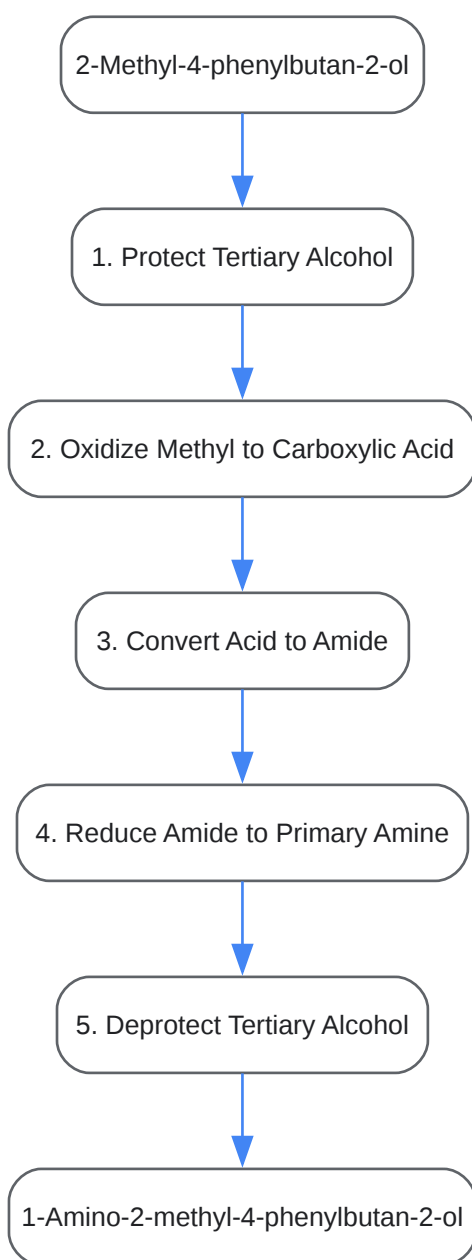 2-Methyl-4-phenylbutan-2-ol
1. Protect Tertiary Alcohol
2. Oxidize Methyl to Carboxylic Acid
3. Convert Acid to Amide
4. Reduce Amide to Primary Amine
5. Deprotect Tertiary Alcohol
1-Amino-2-methyl-4-phenylbutan-2-ol